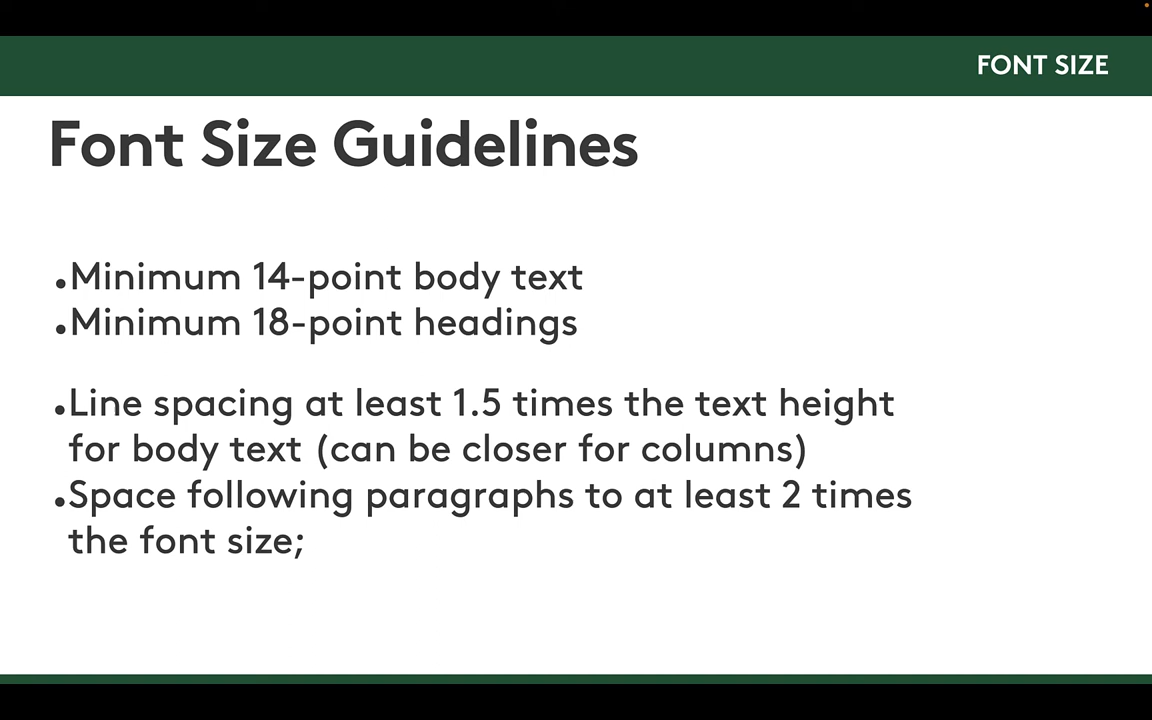 FONT SIZE
Font Size Guidelines
•Minimum 14-point body text
•Minimum 18-point headings
•Line spacing at least 1.5 times the text height
for body text (can be closer for columns)
•Space following paragraphs to at least 2 times
the font size;